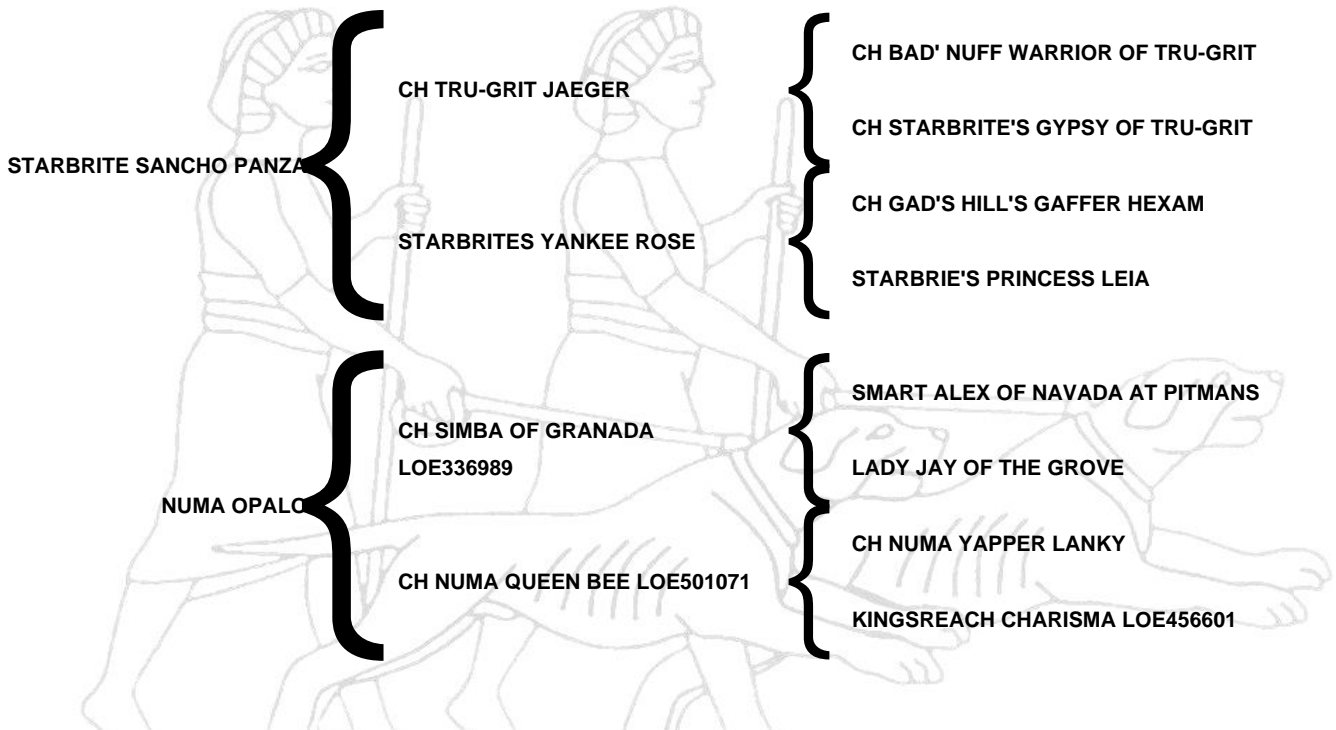 STARBRITE SANCHO PANZA
CH TRU-GRIT JAEGER
CH BAD' NUFF WARRIOR OF TRU-GRIT
CH STARBRITE'S GYPSY OF TRU-GRIT
STARBRITES YANKEE ROSE
CH GAD'S HILL'S GAFFER HEXAM
STARBRIE'S PRINCESS LEIA
NUMA OPALO
CH SIMBA OF GRANADA
LOE336989
SMART ALEX OF NAVADA AT PITMANS
LADY JAY OF THE GROVE
CH NUMA QUEEN BEE LOE501071
CH NUMA YAPPER LANKY
KINGSREACH CHARISMA LOE456601